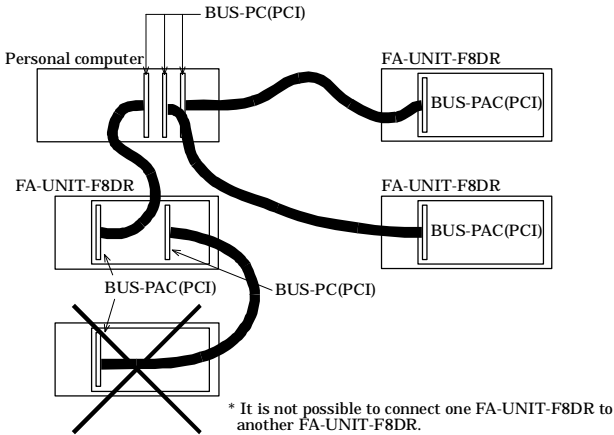 BUS-PC(PCI)
Personal computer
FA-UNIT-F8DR
BUS-PAC(PCI)
FA-UNIT-F8DR
FA-UNIT-F8DR
BUS-PAC(PCI)
BUS-PAC(PCI)
BUS-PC(PCI)
* It is not possible to connect one FA-UNIT-F8DR to
another FA-UNIT-F8DR.